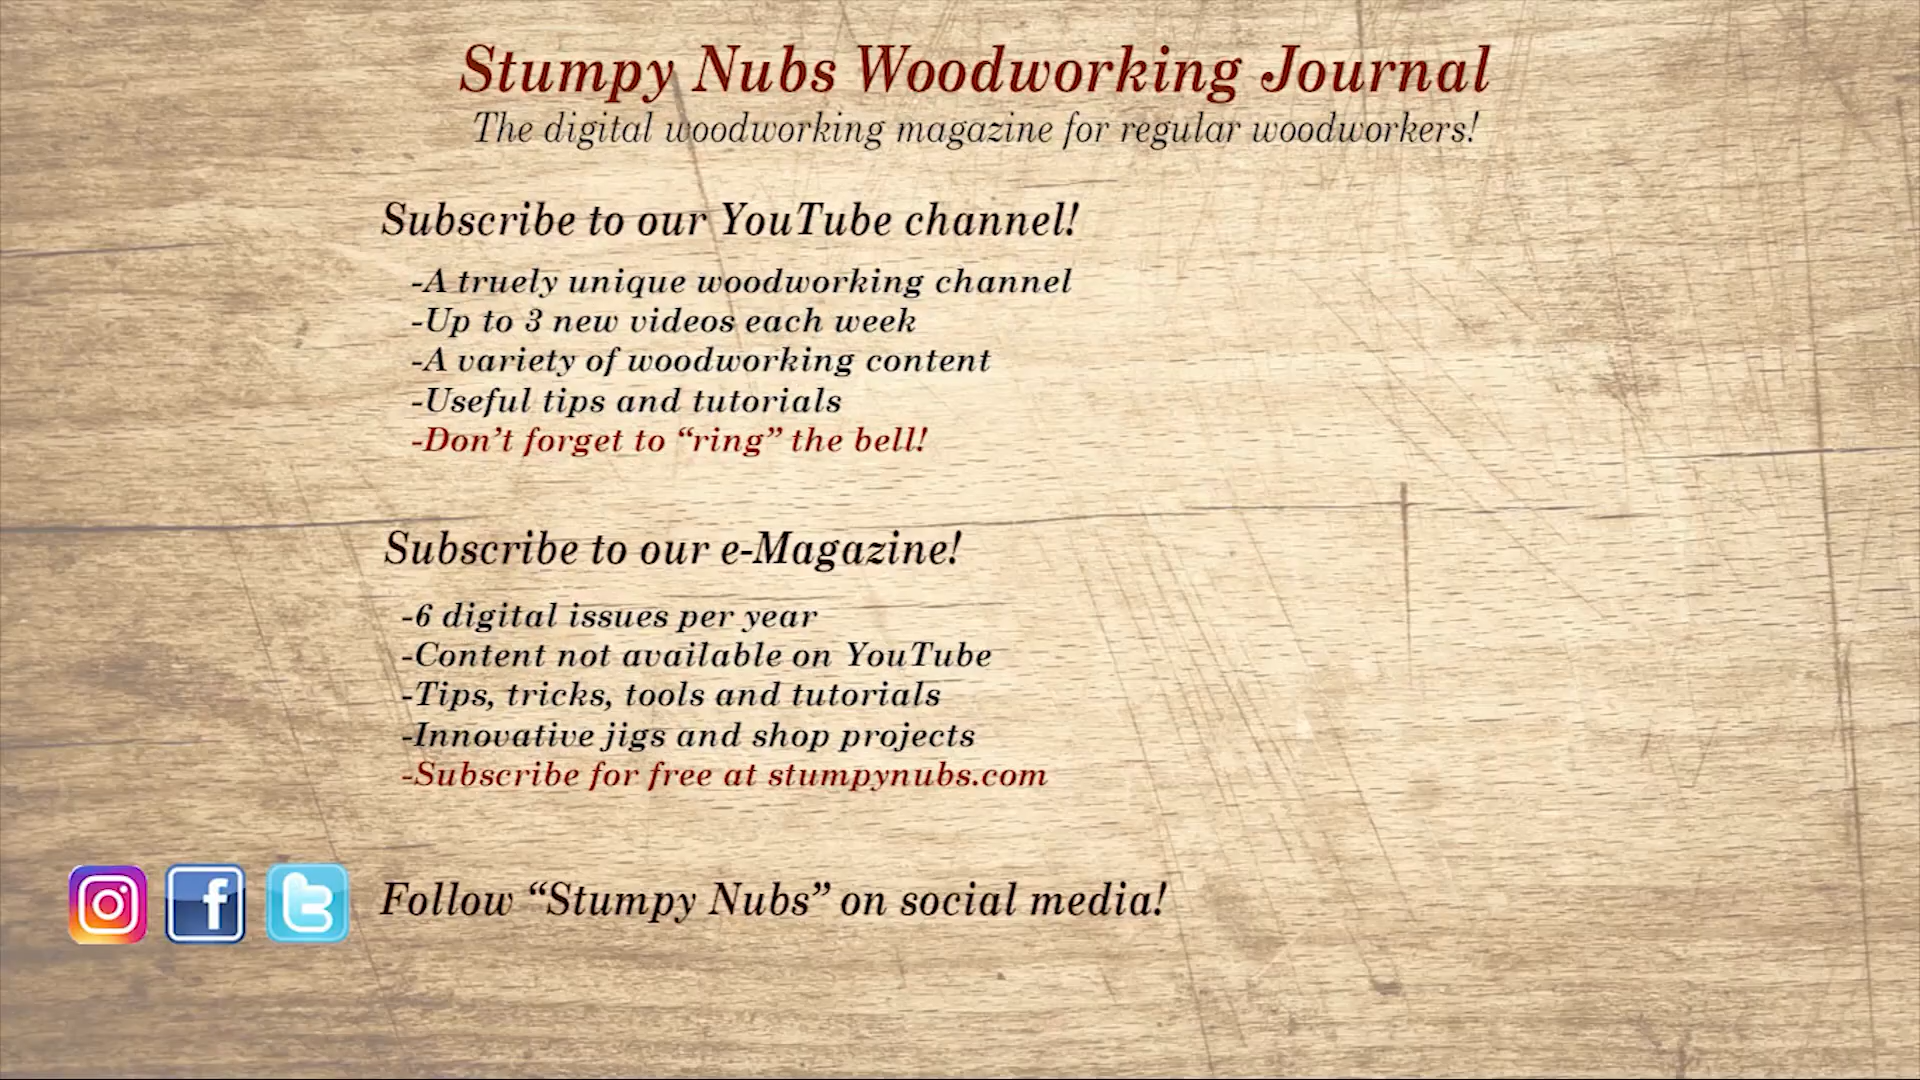 Stumpy Nubs Woodworking Journal
The digital woodworking magazine for regular woodworkers!
Subscribe to our YouTube channel!
-A truely unique woodworking channel
-Up to 3 new videos each week
-A variety of woodworking content
-Useful tips and tutorials
-Don’t forget to “ring” the bell!
Subscribe to our e-Magazine!
-6 digital issues per year
-Content not available on YouTube
-Tips, tricks, tools and tutorials
-Innovative jigs and shop projects
-Subscribe for free at stumpynubs.com
Follow “Stumpy Nubs” on social media!